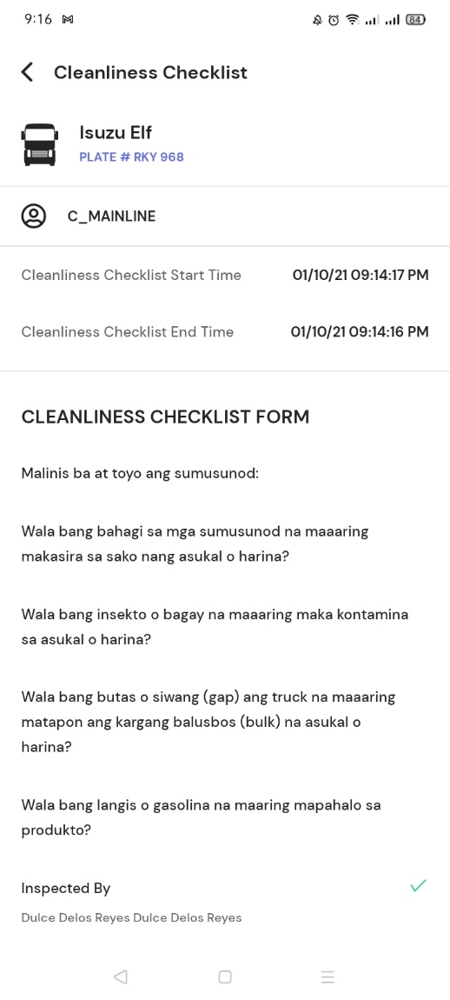 9:16
84
Cleanliness Checklist
Isuzu Elf
PLATE # RKY 968
C_MAINLINE
Cleanliness Checklist Start Time 01/10/21 09:14:17 PM
Cleanliness Checklist End Time 01/10/21 09:14:16 PM
CLEANLINESS CHECKLIST FORM
Malinis ba at toyo ang sumusunod:
Wala bang bahagi sa mga sumusunod na maaaring
makasira sa sako nang asukal o harina?
Wala bang insekto o bagay na maaaring maka kontamina
sa asukal o harina?
Wala bang butas o siwang (gap) ang truck na maaaring
matapon ang kargang balusbos (bulk) na asukal o
harina?
Wala bang langis o gasolina na maaring mapahalo sa
produkto?
Inspected By
Dulce Delos Reyes Dulce Delos Reyes